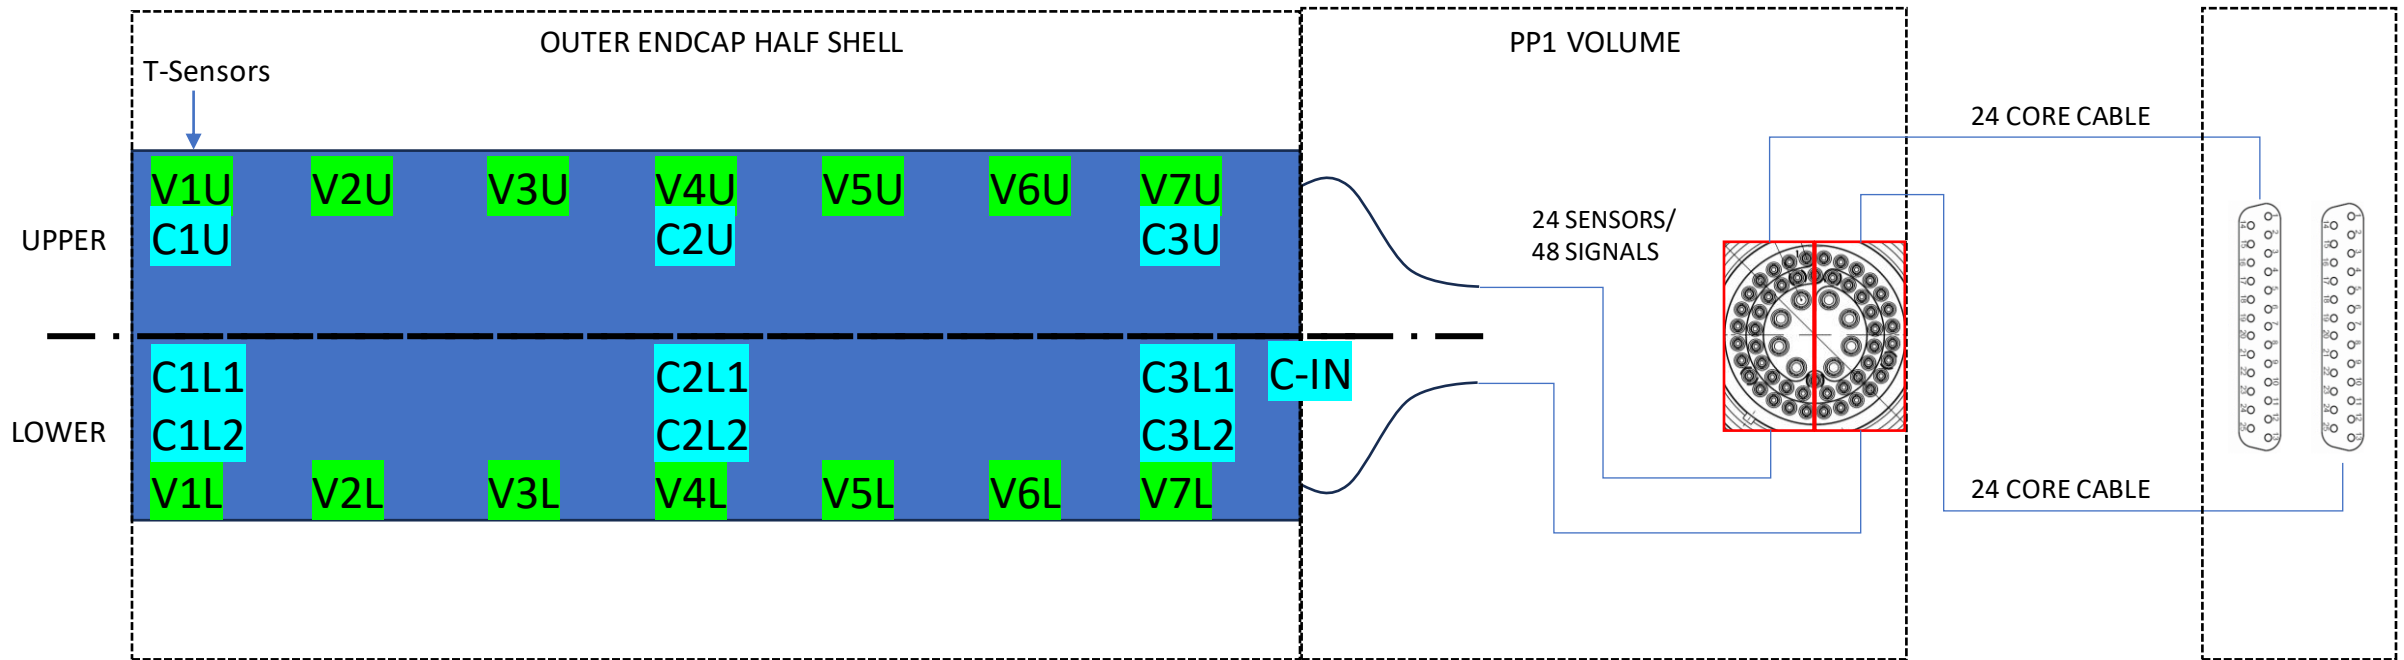 OUTER ENDCAP HALF SHELL
PP1 VOLUME
T-Sensors
24 CORE CABLE
V1U V2U V3U V4U V5U V6U V7U
C1U C2U C3U
UPPER
24 SENSORS/
48 SIGNALS
C1L1 C2L1 C3L1 C-IN
LOWER
C1L2 C2L2 C3L2
V1L V2L V3L V4L V5L V6L V7L
24 CORE CABLE